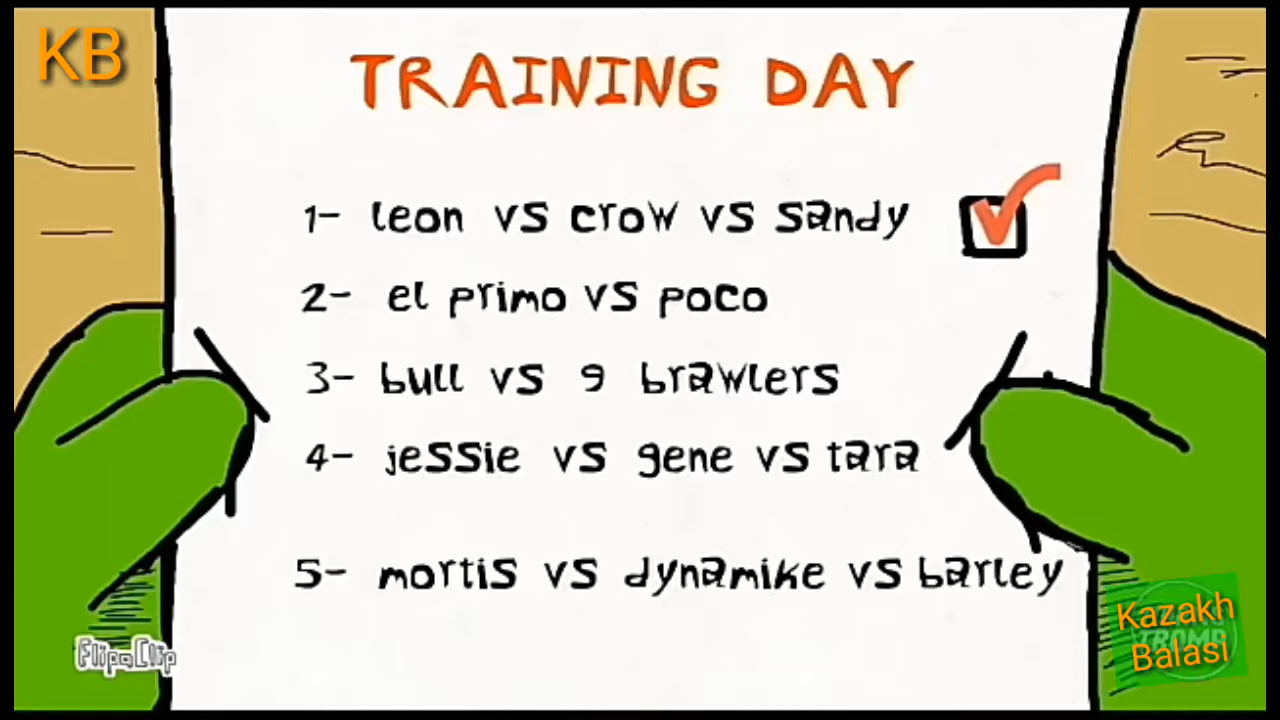 KB
TRAINING DAY
1- leon vs crow vs sandy
2- el primo vs poco
3- bull vs 9 brawlers
4- jessie vs gene vs tara
5- mortis vs dynamike vs barley
FlipaClip
Kazakh
Balasi